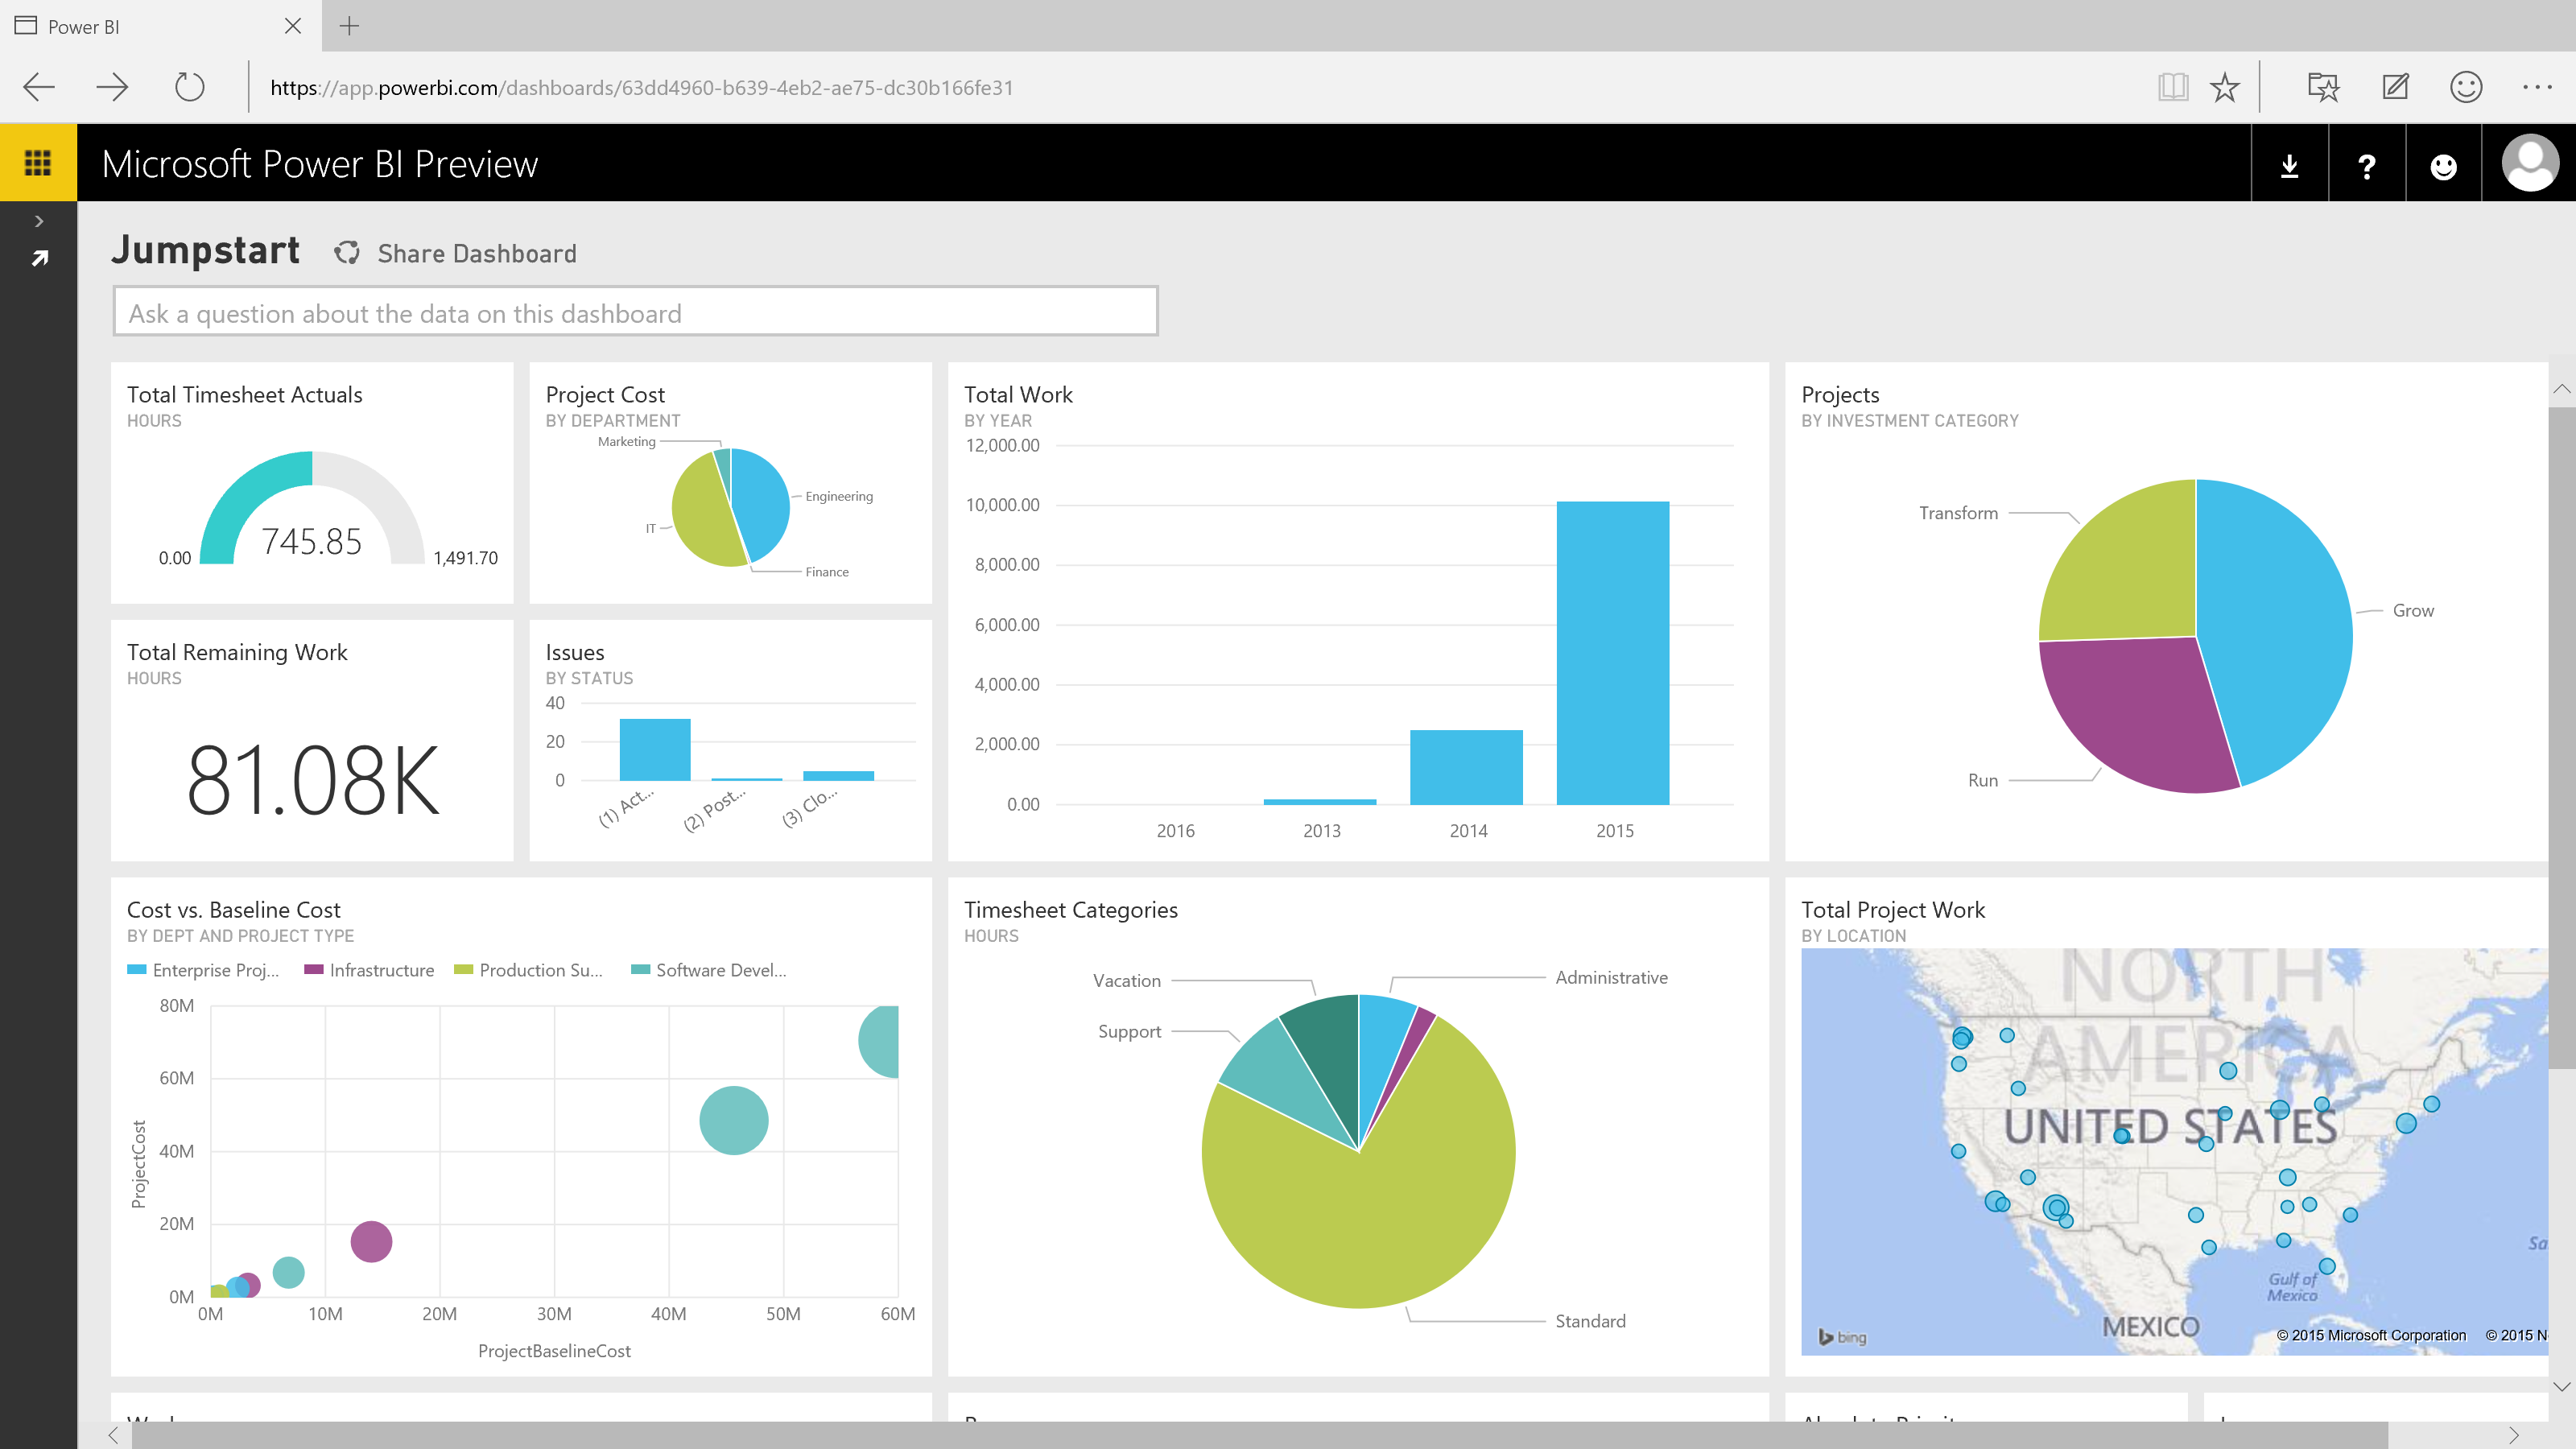 Power BI
https://app.powerbi.com/dashboards/63dd4960-b639-4eb2-ae75-dc30b166fe31
Microsoft Power BI Preview
?
Jumpstart
Share Dashboard
Ask a question about the data on this dashboard
Total Timesheet Actuals
HOURS
745.85
0.00
1,491.70
Project Cost
BY DEPARTMENT
Marketing
Engineering
IT
Finance
Total Work
BY YEAR
12,000.00
10,000.00
8,000.00
6,000.00
4,000.00
2,000.00
0.00
2016 2013 2014 2015
Projects
BY INVESTMENT CATEGORY
Transform
Grow
Run
Total Remaining Work
HOURS
81.08K
Issues
BY STATUS
40
20
0
(1) Act... (2) Post... (3) Clo...
Cost vs. Baseline Cost
BY DEPT AND PROJECT TYPE
Enterprise Proj... Infrastructure Production Su... Software Devel...
ProjectCost
80M
60M
40M
20M
0M
0M 10M 20M 30M 40M 50M 60M
ProjectBaselineCost
Timesheet Categories
HOURS
Vacation
Administrative
Support
Standard
Total Project Work
BY LOCATION
NORTH
AMERICA
UNITED STATES
Sa
Gulf of
Mexico
MEXICO
bing
© 2015 Microsoft Corporation © 2015 N